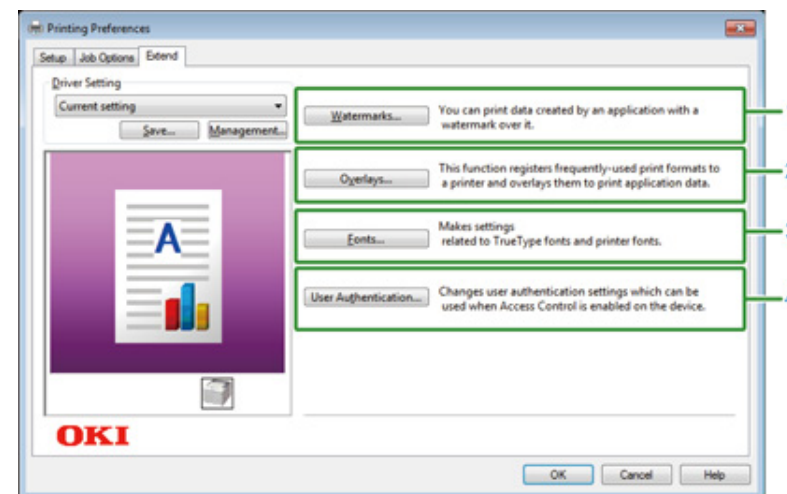 Printing Preferences
Setup
Job Options
Extend
Driver Setting
Current setting
Save...
Management...
Watermarks...
You can print data created by an application with a
watermark over it.
Overlays...
This function registers frequently-used print formats to
a printer and overlays them to print application data.
Fonts...
Makes settings
related to TrueType fonts and printer fonts.
User Authentication...
Changes user authentication settings which can be
used when Access Control is enabled on the device.
A
OKI
OK
Cancel
Help